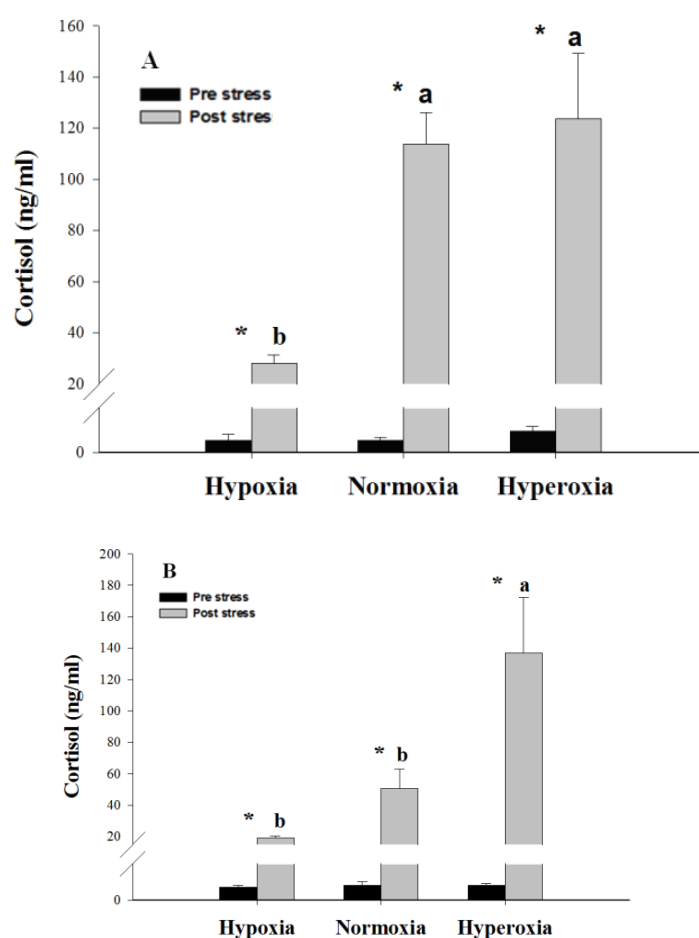 160
A
* a
Pre stress
* a
140
Post stres
120
100
Cortisol (ng/ml)
80
60
* b
40
20
0
Hypoxia Normoxia Hyperoxia
200
B
* a
180
Pre stress
160
Post stress
140
120
Cortisol (ng/ml)
100
80
* b
60
40
* b
20
0
Hypoxia Normoxia Hyperoxia